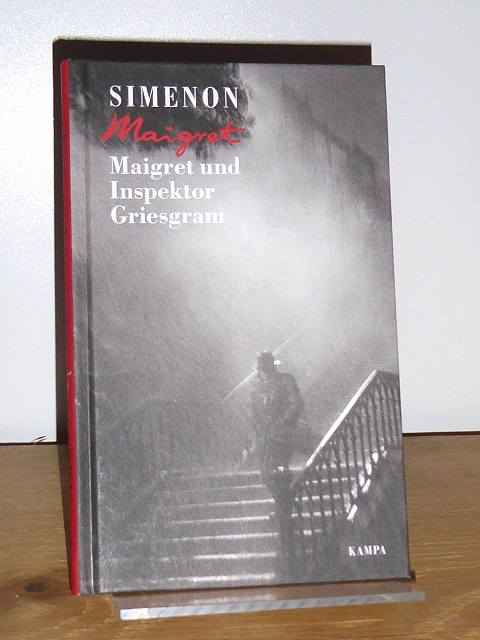 SIMENON
Maigret
Maigret und
Inspektor
Griesgram
KAMPA